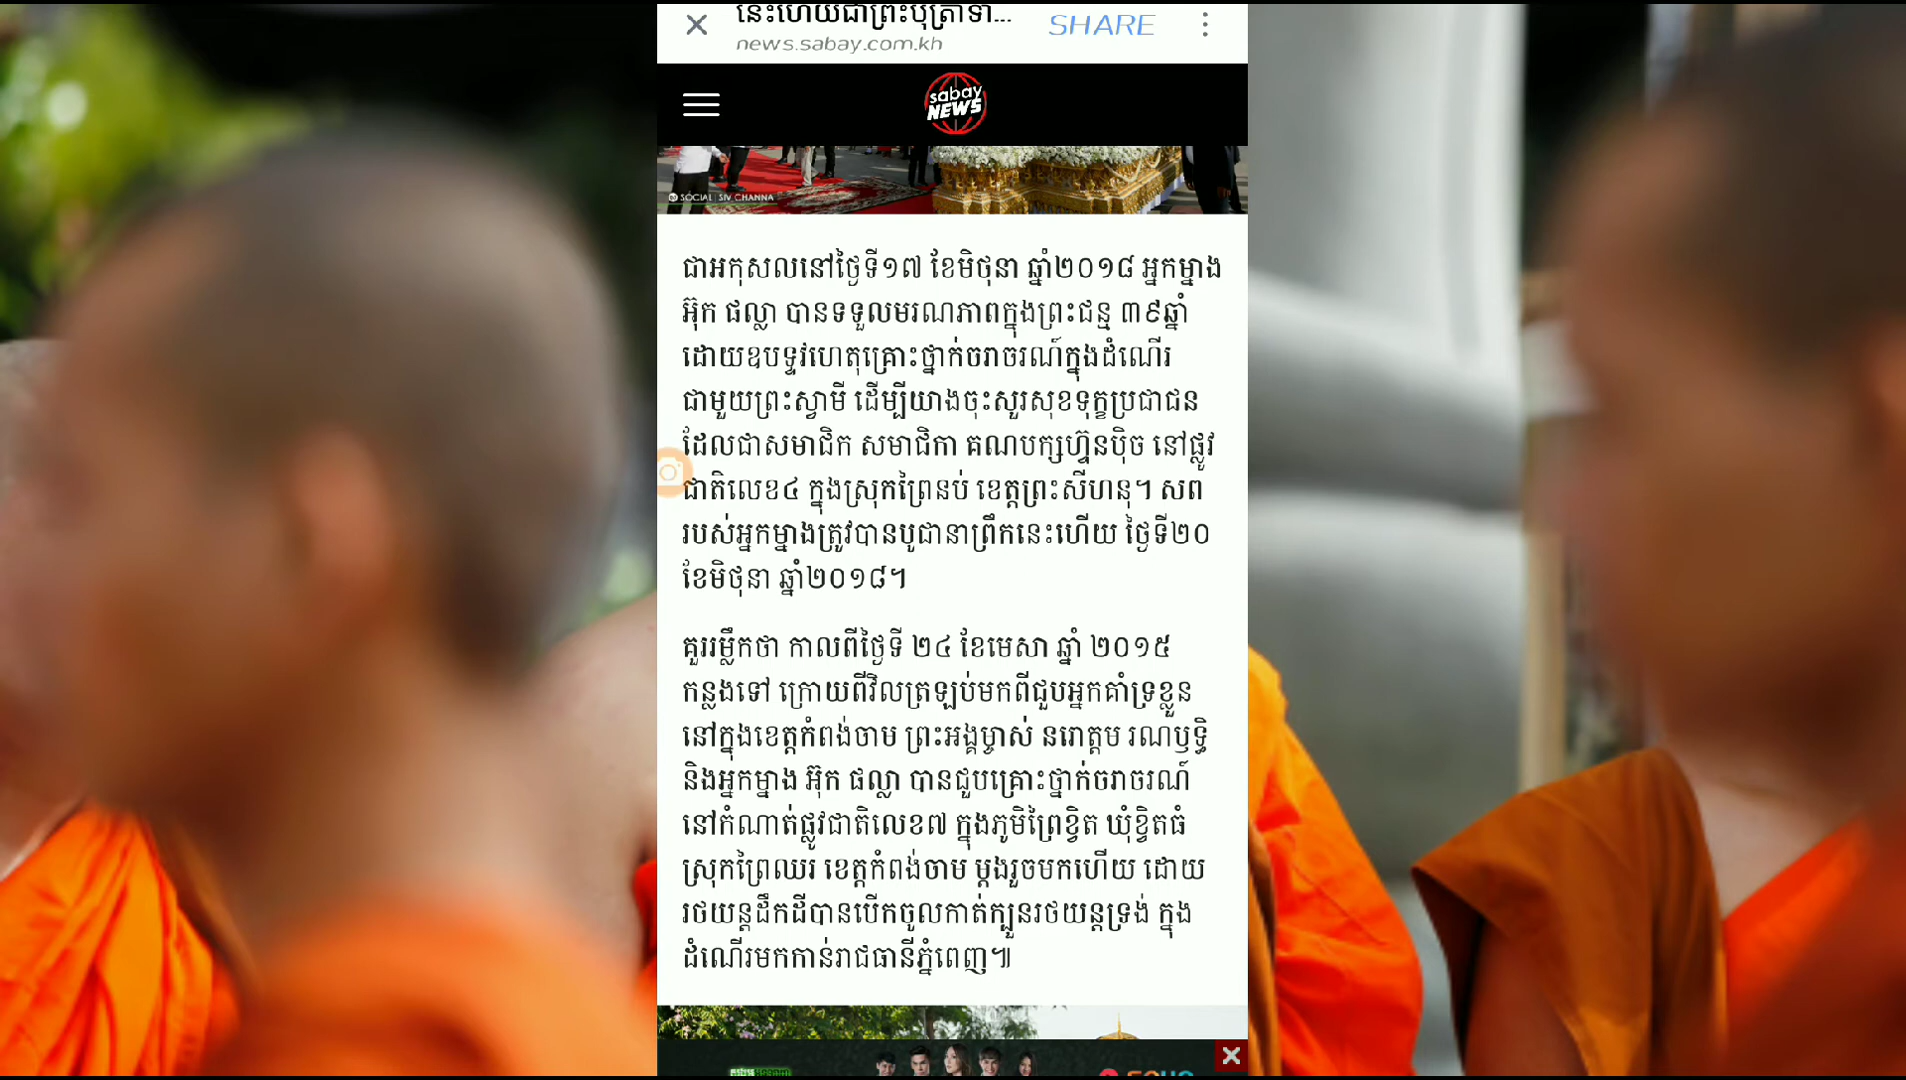 នេះហើយជាព្រះបុត្រាទាំ...
SHARE
news.sabay.com.kh
sabay
NEWS
SOCIAL | SIV CHANNA
ជាអកុសលនៅថ្ងៃទី១៧ ខែមិថុនា ឆ្នាំ២០១៨ អ្នកម្នាង
អ៊ុក ផល្លា បានទទួលមរណភាពក្នុងព្រះជន្ម ៣៩ឆ្នាំ
ដោយឧបទ្ទវហេតុគ្រោះថ្នាក់ចរាចរណ៍ក្នុងដំណើរ
ជាមួយព្រះស្វាមី ដើម្បីយាងចុះសួរសុខទុក្ខប្រជាជន
ដែលជាសមាជិក សមាជិកា គណបក្សហ៊្វុនប៉ិច នៅផ្លូវ
ជាតិលេខ៤ ក្នុងស្រុកព្រៃនប់ ខេត្តព្រះសីហនុ។ សព
របស់អ្នកម្នាងត្រូវបានបូជានាព្រឹកនេះហើយ ថ្ងៃទី២០
ខែមិថុនា ឆ្នាំ២០១៨។
គួររម្លឹកថា កាលពីថ្ងៃទី ២៤ ខែមេសា ឆ្នាំ ២០១៥
កន្លងទៅ ក្រោយពីវិលត្រឡប់មកពីជួបអ្នកគាំទ្រខ្លួន
នៅក្នុងខេត្តកំពង់ចាម ព្រះអង្គម្ចាស់ នរោត្តម រណឫទ្ធិ
និងអ្នកម្នាង អ៊ុក ផល្លា បានជួបគ្រោះថ្នាក់ចរាចរណ៍
នៅកំណាត់ផ្លូវជាតិលេខ៧ ក្នុងភូមិព្រៃខ្វិត ឃុំខ្វិតធំ
ស្រុកព្រៃឈរ ខេត្តកំពង់ចាម ម្ដងរួចមកហើយ ដោយ
រថយន្តដឹកដីបានបើកចូលកាត់ក្បួនរថយន្តទ្រង់ ក្នុង
ដំណើរមកកាន់រាជធានីភ្នំពេញ៕